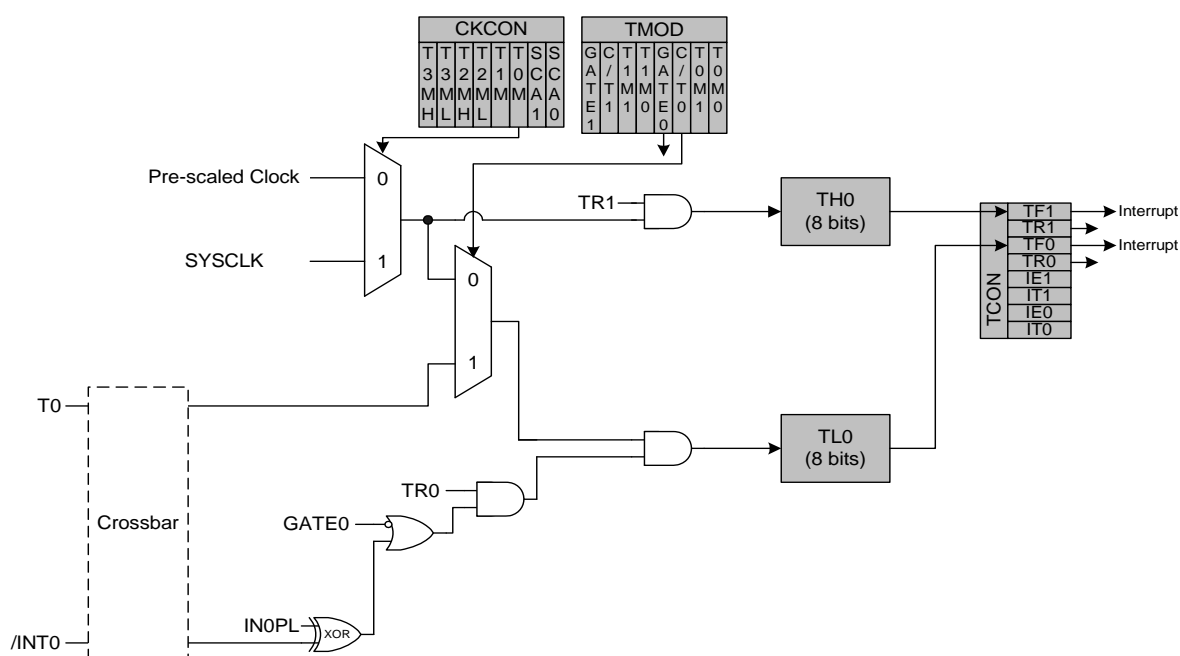 CKCON
T3MH T3ML T2MH T2ML T1M T0M SCA1 SCA0
TMOD
GATE1 C/T1 T1M1 T1M0 GATE0 C/T0 T0M1 T0M0
Pre-scaled Clock
0
SYSCLK
1
TR1
TH0
(8 bits)
TCON
TF1
TR1
TF0
TR0
IE1
IT1
IE0
IT0
Interrupt
Interrupt
0
1
T0
Crossbar
/INT0
TL0
(8 bits)
TR0
GATE0
IN0PL
XOR